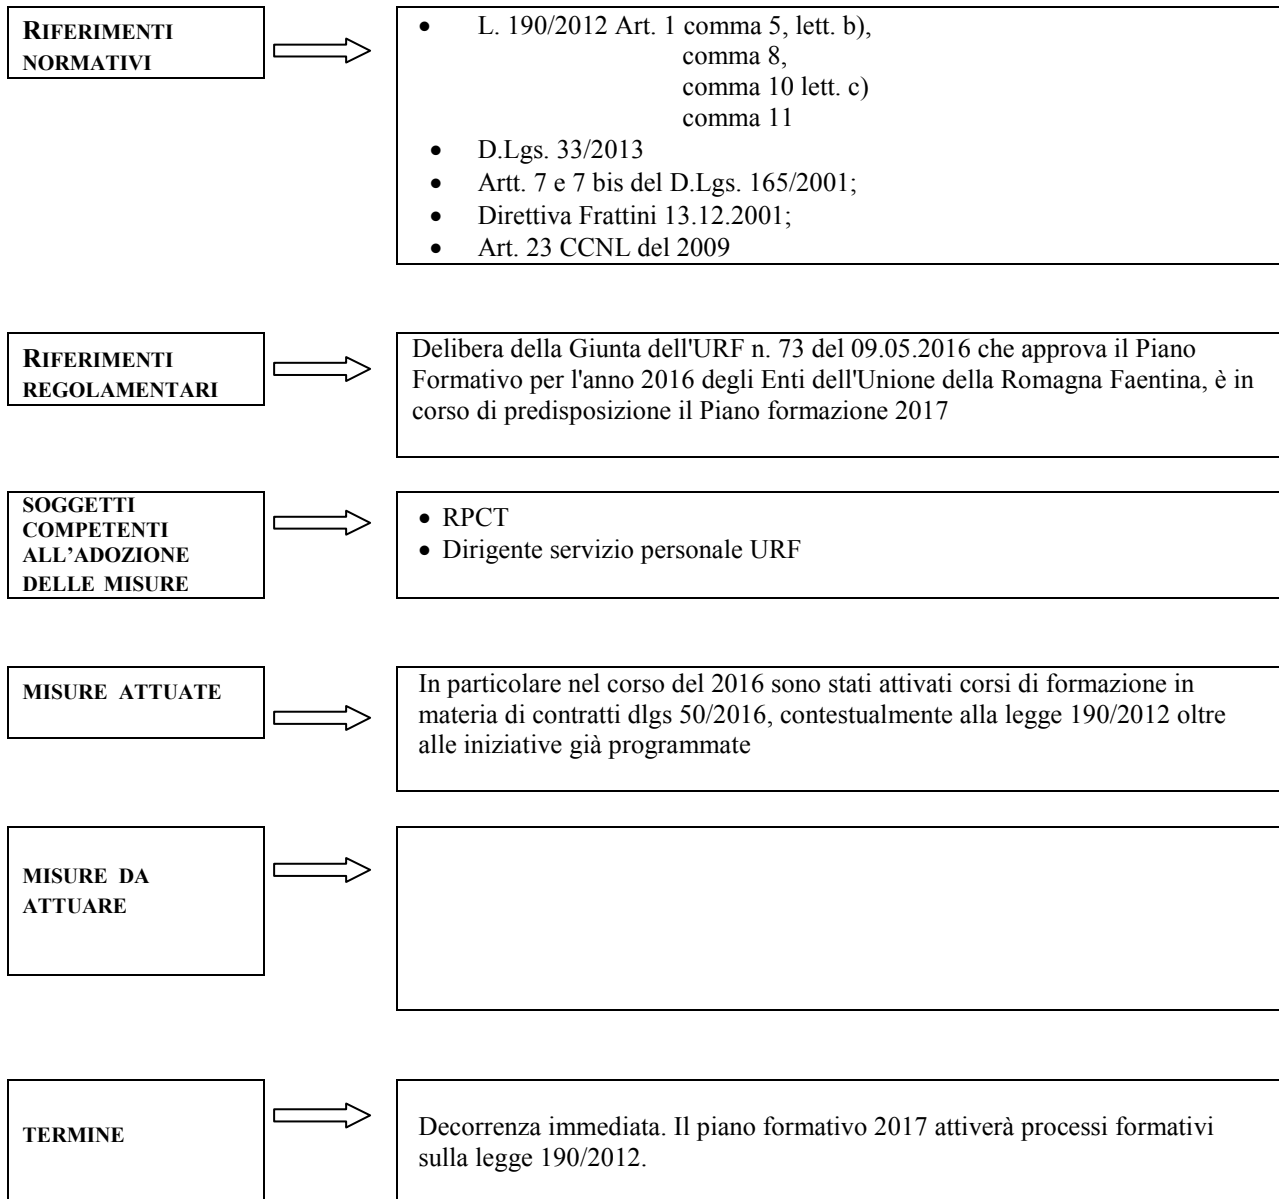 RIFERIMENTI
NORMATIVI
• L. 190/2012 Art. 1 comma 5, lett. b),
comma 8,
comma 10 lett. c)
comma 11
• D.Lgs. 33/2013
• Artt. 7 e 7 bis del D.Lgs. 165/2001;
• Direttiva Frattini 13.12.2001;
• Art. 23 CCNL del 2009
RIFERIMENTI
REGOLAMENTARI
Delibera della Giunta dell'URF n. 73 del 09.05.2016 che approva il Piano
Formativo per l'anno 2016 degli Enti dell'Unione della Romagna Faentina, è in
corso di predisposizione il Piano formazione 2017
SOGGETTI
COMPETENTI
ALL’ADOZIONE
DELLE MISURE
• RPCT
• Dirigente servizio personale URF
MISURE ATTUATE
In particolare nel corso del 2016 sono stati attivati corsi di formazione in
materia di contratti dlgs 50/2016, contestualmente alla legge 190/2012 oltre
alle iniziative già programmate
MISURE DA
ATTUARE
TERMINE
Decorrenza immediata. Il piano formativo 2017 attiverà processi formativi
sulla legge 190/2012.